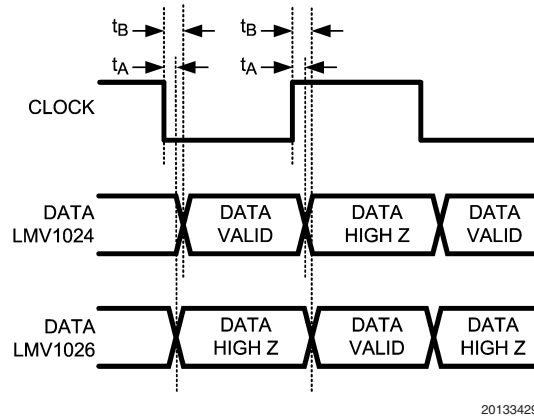 tB tB
tA tA
CLOCK
DATA
LMV1024
DATA
VALID
DATA
HIGH Z
DATA
VALID
DATA
LMV1026
DATA
HIGH Z
DATA
VALID
DATA
HIGH Z
20133429